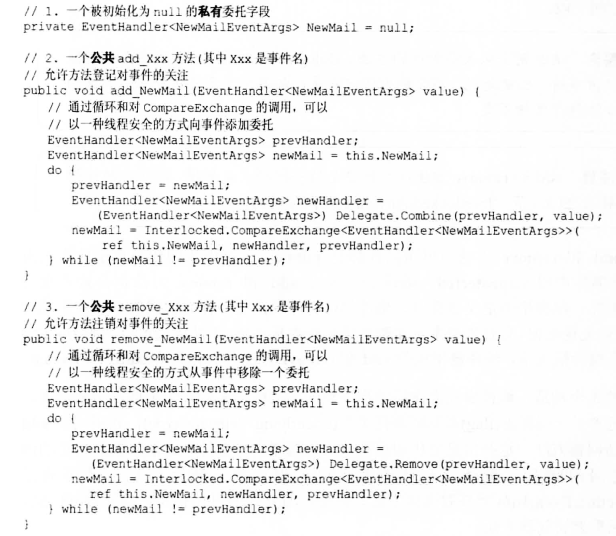 // 1. 一个被初始化为 null 的私有委托字段
private EventHandler<NewMailEventArgs> NewMail = null;
// 2. 一个公共 add_Xxx 方法(其中 Xxx 是事件名)
// 允许方法登记对事件的关注
public void add_NewMail(EventHandler<NewMailEventArgs> value) {
// 通过循环和对 CompareExchange 的调用，可以
// 以一种线程安全的方式向事件添加委托
EventHandler<NewMailEventArgs> prevHandler;
EventHandler<NewMailEventArgs> newMail = this.NewMail;
do {
prevHandler = newMail;
EventHandler<NewMailEventArgs> newHandler =
(EventHandler<NewMailEventArgs>) Delegate.Combine(prevHandler, value);
newMail = Interlocked.CompareExchange<EventHandler<NewMailEventArgs>>(
ref this.NewMail, newHandler, prevHandler);
} while (newMail != prevHandler);
}
// 3. 一个公共 remove_Xxx 方法(其中 Xxx 是事件名)
// 允许方法注销对事件的关注
public void remove_NewMail(EventHandler<NewMailEventArgs> value) {
// 通过循环和对 CompareExchange 的调用，可以
// 以一种线程安全的方式从事件中移除一个委托
EventHandler<NewMailEventArgs> prevHandler;
EventHandler<NewMailEventArgs> newMail = this.NewMail;
do {
prevHandler = newMail;
EventHandler<NewMailEventArgs> newHandler =
(EventHandler<NewMailEventArgs>) Delegate.Remove(prevHandler, value);
newMail = Interlocked.CompareExchange<EventHandler<NewMailEventArgs>>(
ref this.NewMail, newHandler, prevHandler);
} while (newMail != prevHandler);
}